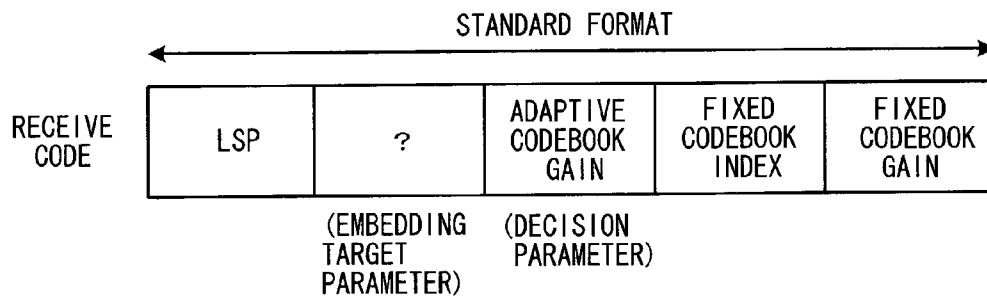 STANDARD FORMAT
RECEIVE
CODE
LSP
?
ADAPTIVE
CODEBOOK
GAIN
FIXED
CODEBOOK
INDEX
FIXED
CODEBOOK
GAIN
(EMBEDDING
TARGET
PARAMETER)
(DECISION
PARAMETER)